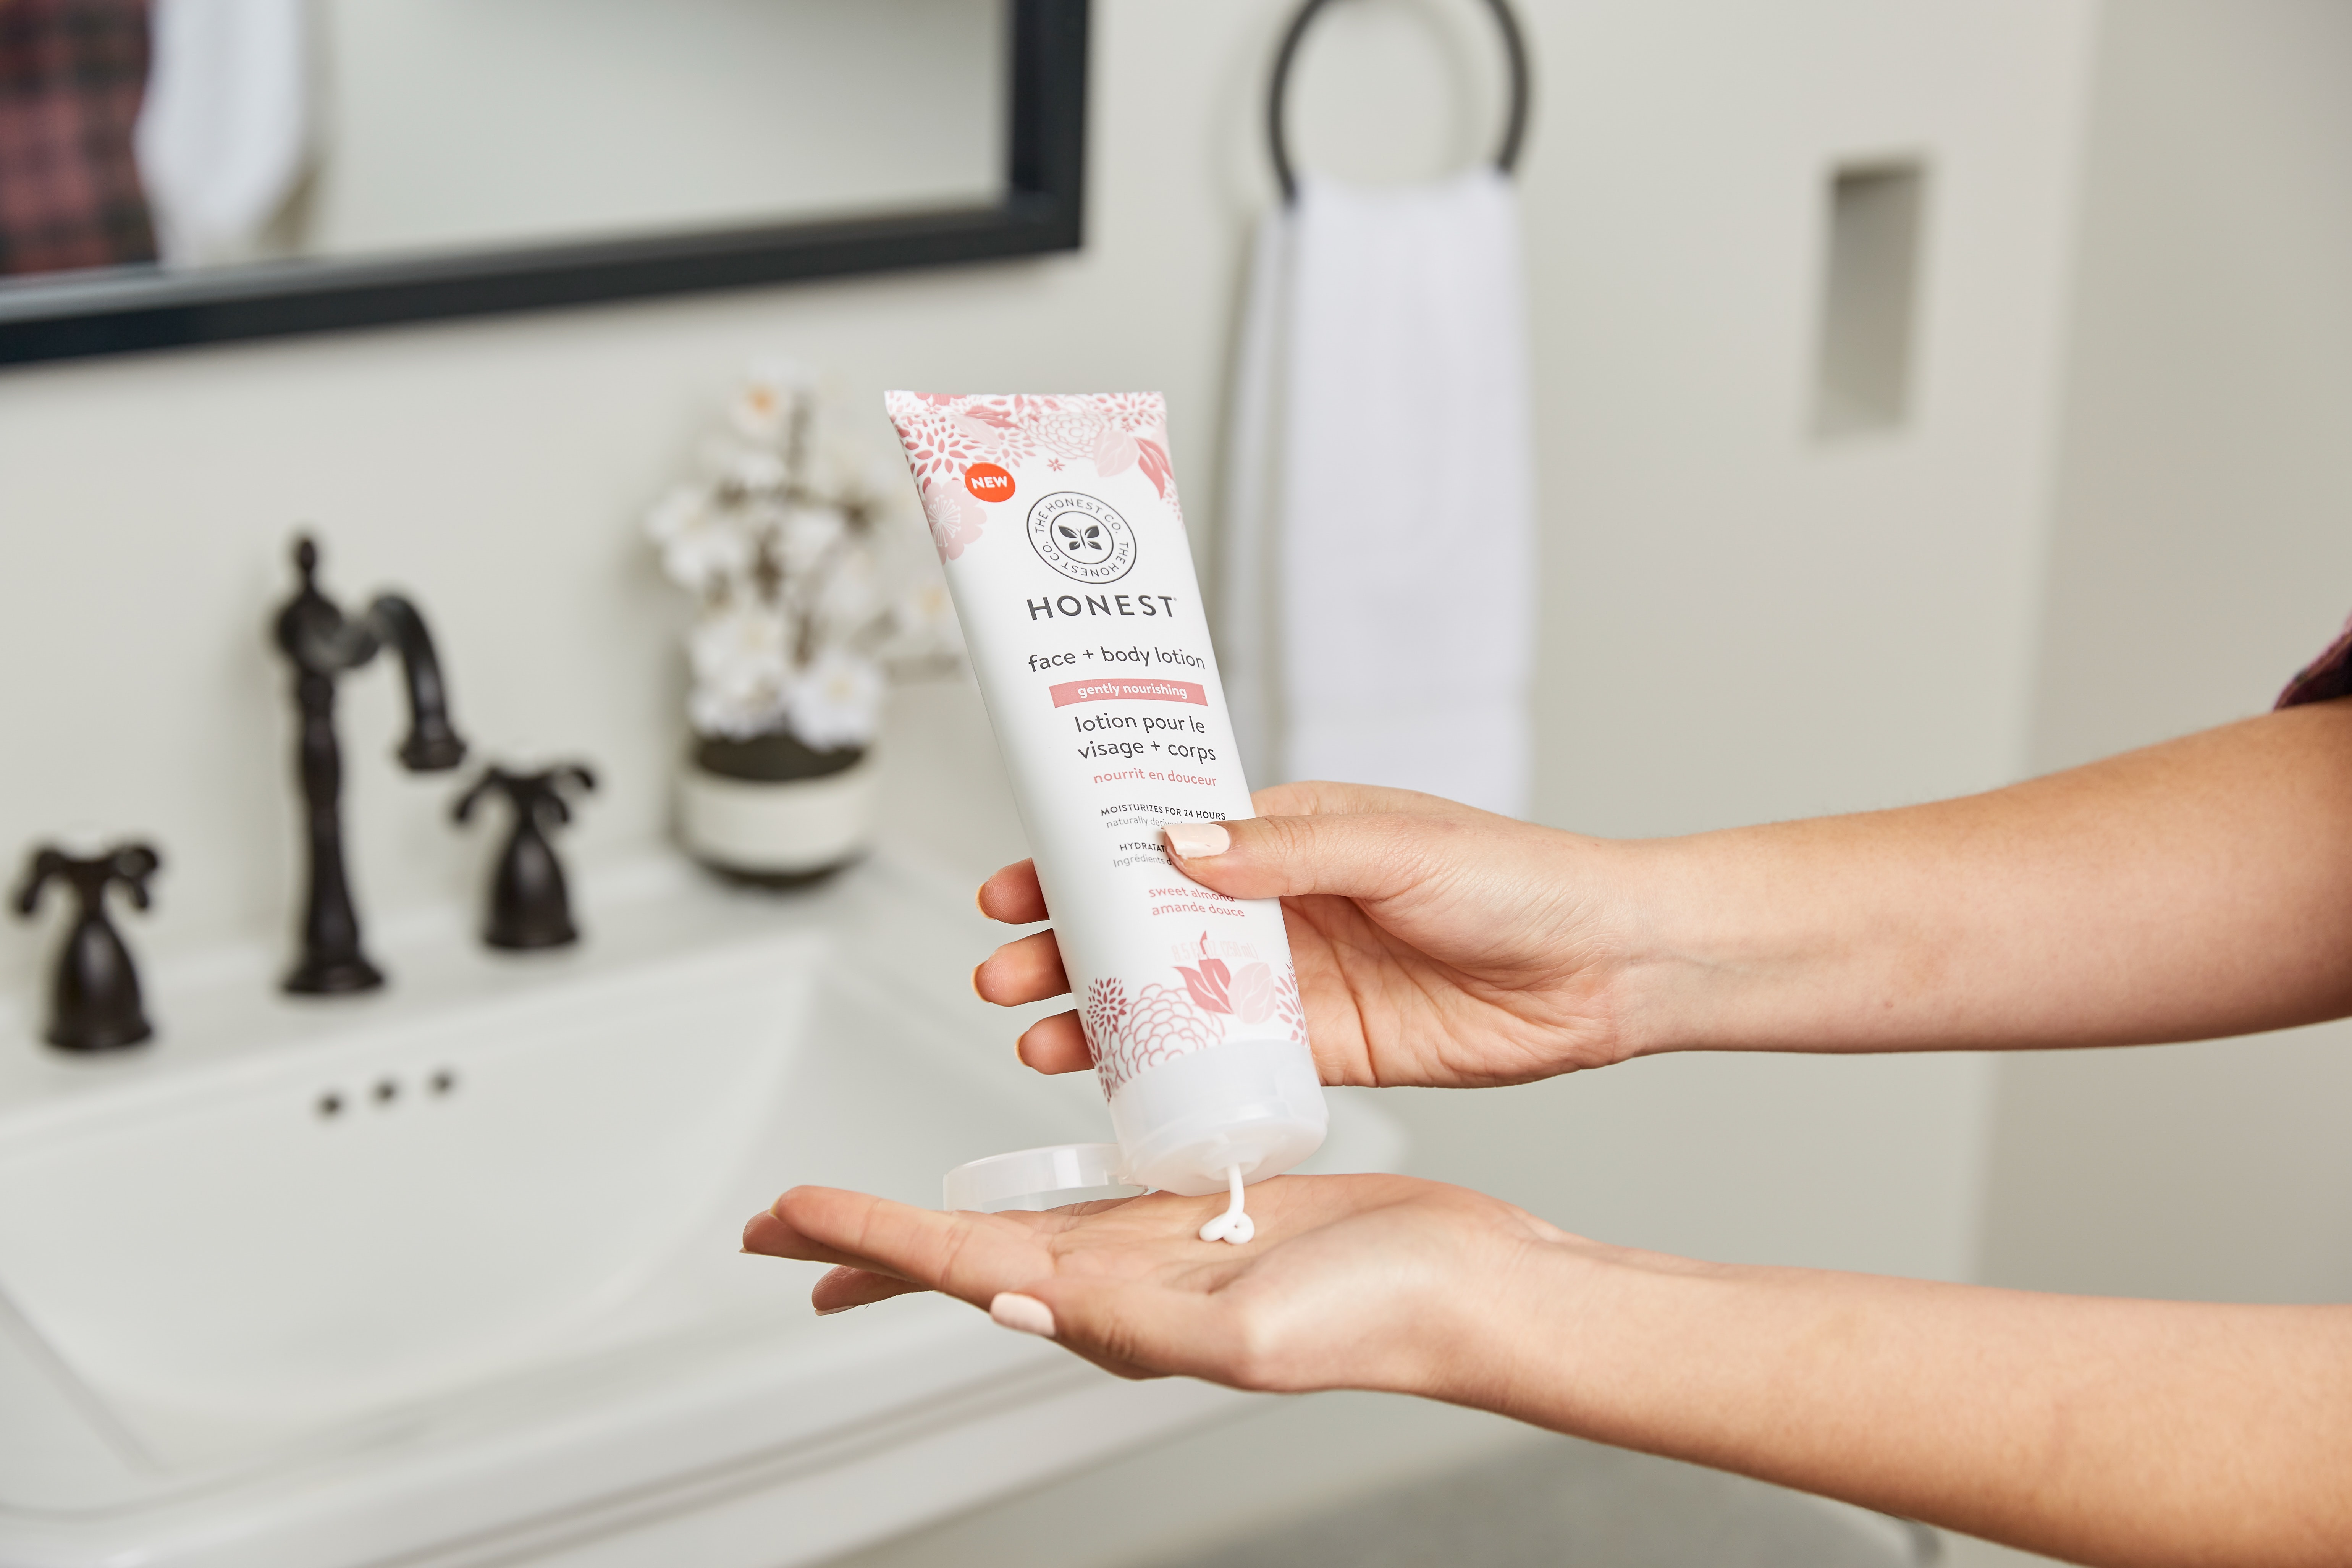 NEW
THE HONEST CO. THE HONEST CO.
HONEST
face + body lotion
gently nourishing
lotion pour le
visage + corps
nourrit en douceur
MOISTURIZES FOR 24 HOURS
naturally
Ingrédients
sweet almond
amande douce